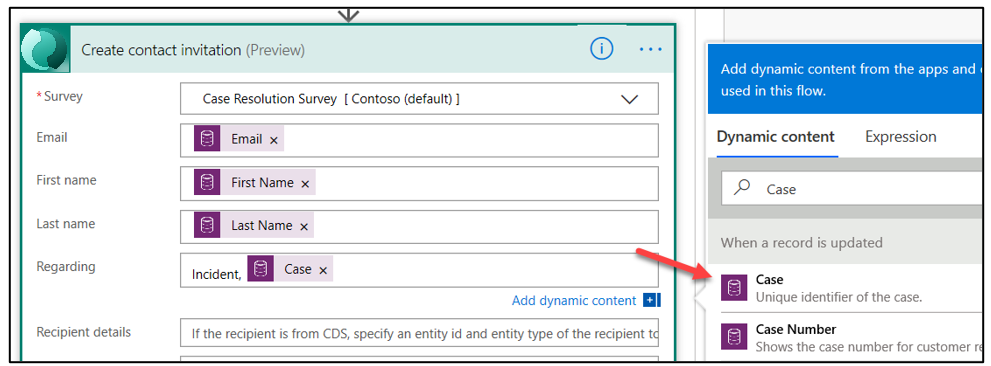 Create contact invitation (Preview)
* Survey
Case Resolution Survey [ Contoso (default) ]
Email
Email ×
First name
First Name ×
Last name
Last Name ×
Regarding
Incident, Case ×
Add dynamic content
Recipient details
If the recipient is from CDS, specify an entity id and entity type of the recipient to
Add dynamic content from the apps and
used in this flow.
Dynamic content
Expression
Case
When a record is updated
Case
Unique identifier of the case.
Case Number
Shows the case number for customer re